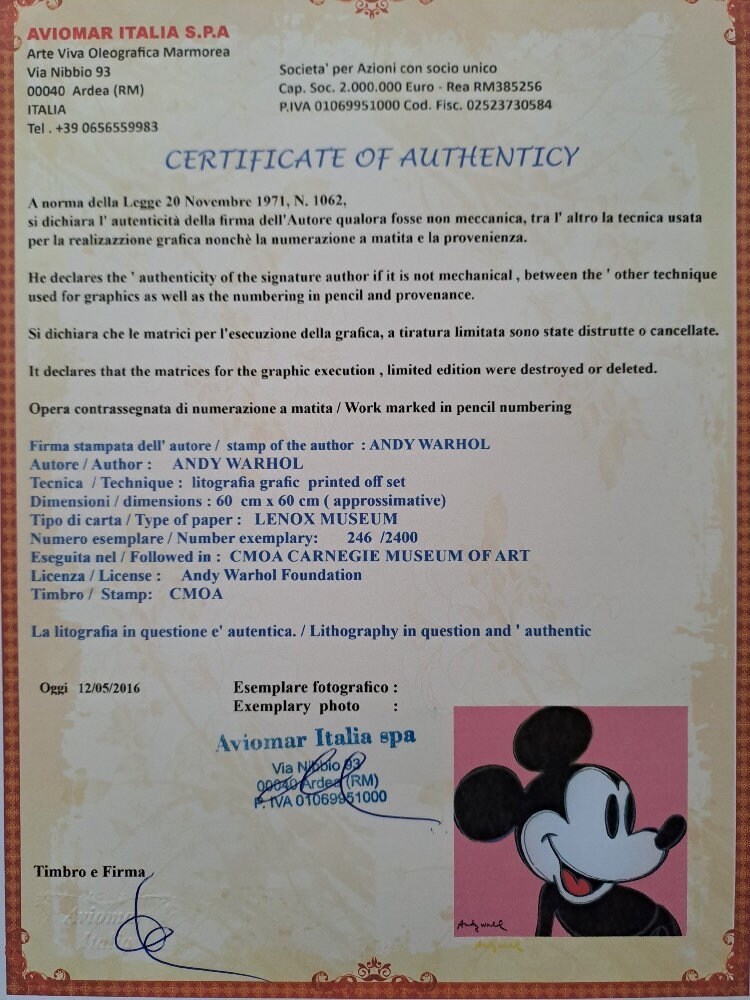 AVIOMAR ITALIA S.P.A
Arte Viva Oleografica Marmorea
Via Nibbio 93
00040 Ardea (RM)
ITALIA
Tel . +39 0656559983
Societa' per Azioni con socio unico
Cap. Soc. 2.000.000 Euro - Rea RM385256
P.IVA 01069951000 Cod. Fisc. 02523730584
CERTIFICATE OF AUTHENTICY
A norma della Legge 20 Novembre 1971, N. 1062,
si dichiara l' autenticità della firma dell'Autore qualora fosse non meccanica, tra l' altro la tecnica usata
per la realizazzione grafica nonchè la numerazione a matita e la provenienza.
He declares the ' authenticity of the signature author if it is not mechanical , between the ' other technique
used for graphics as well as the numbering in pencil and provenance.
Si dichiara che le matrici per l'esecuzione della grafica, a tiratura limitata sono state distrutte o cancellate.
It declares that the matrices for the graphic execution , limited edition were destroyed or deleted.
Opera contrassegnata di numerazione a matita / Work marked in pencil numbering
Firma stampata dell' autore / stamp of the author : ANDY WARHOL
Autore / Author : ANDY WARHOL
Tecnica / Technique : litografia grafic printed off set
Dimensioni / dimensions : 60 cm x 60 cm ( approssimative)
Tipo di carta / Type of paper : LENOX MUSEUM
Numero esemplare / Number exemplary: 246 /2400
Eseguita nel / Followed in : CMOA CARNEGIE MUSEUM OF ART
Licenza / License : Andy Warhol Foundation
Timbro / Stamp: CMOA
La litografia in questione e' autentica. / Lithography in question and ' authentic
Oggi 12/05/2016
Esemplare fotografico :
Exemplary photo :
Aviomar Italia spa
Via Nibbio 93
00040 Ardea (RM)
P. IVA 01069951000
Timbro e Firma
Aviomar
Italia
Andy Warhol